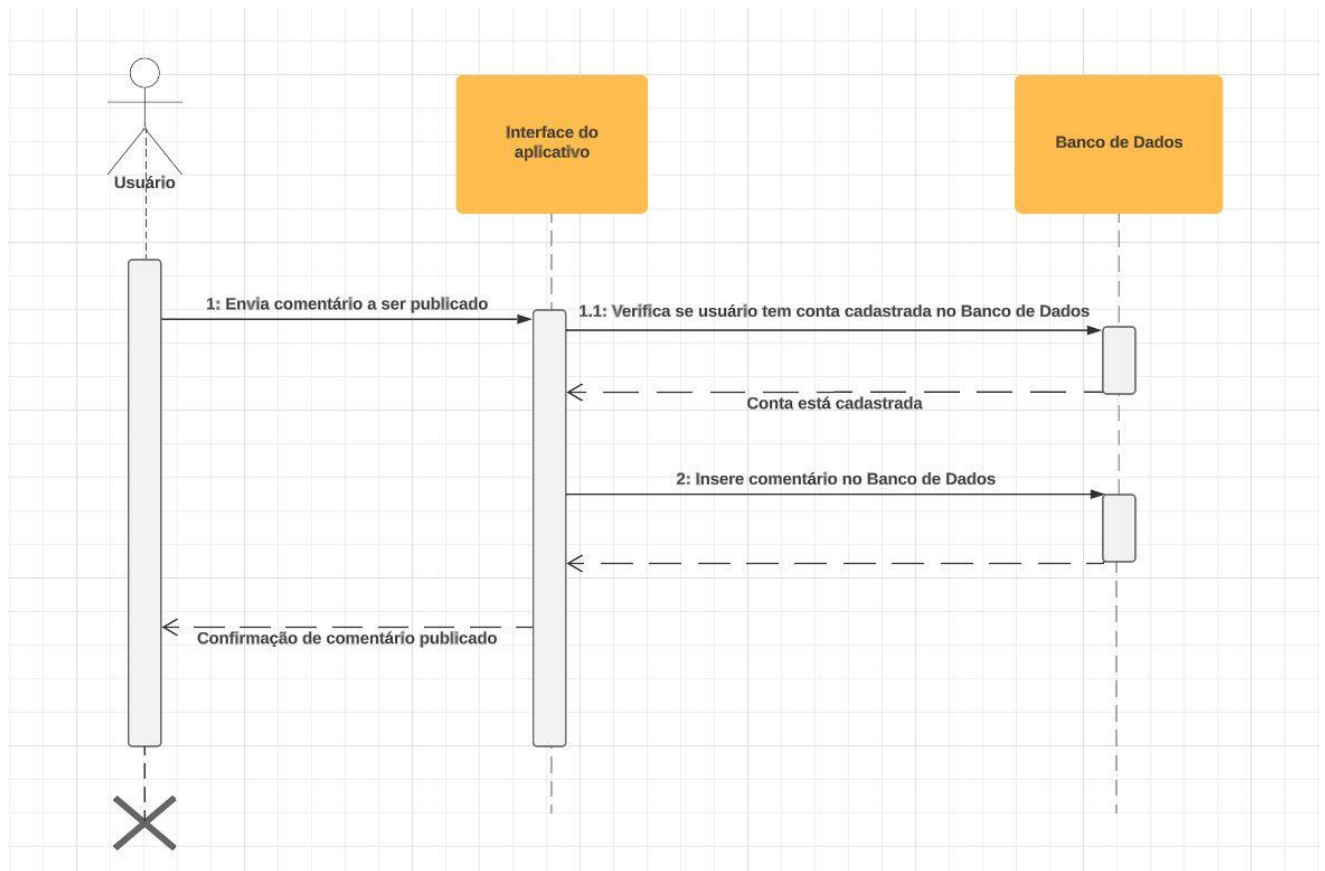 Usuário
Interface do
aplicativo
Banco de Dados
1: Envia comentário a ser publicado
1.1: Verifica se usuário tem conta cadastrada no Banco de Dados
Conta está cadastrada
2: Insere comentário no Banco de Dados
Confirmação de comentário publicado